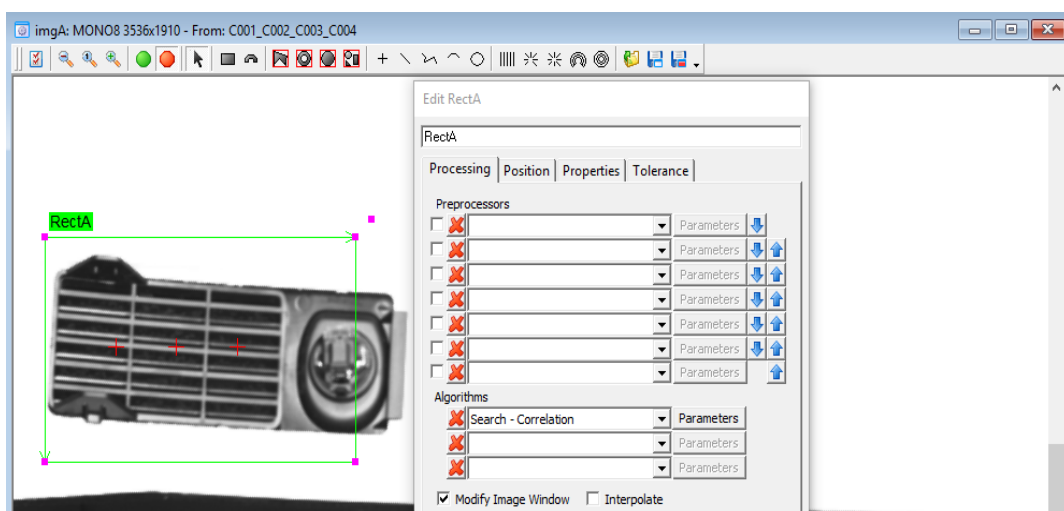 imgA: MONO8 3536x1910 - From: C001_C002_C003_C004
Edit RectA
RectA
Processing Position Properties Tolerance
Preprocessors
RectA
Parameters
Parameters
Parameters
Parameters
Parameters
Parameters
Parameters
Algorithms
Search - Correlation Parameters
Parameters
Parameters
Modify Image Window Interpolate